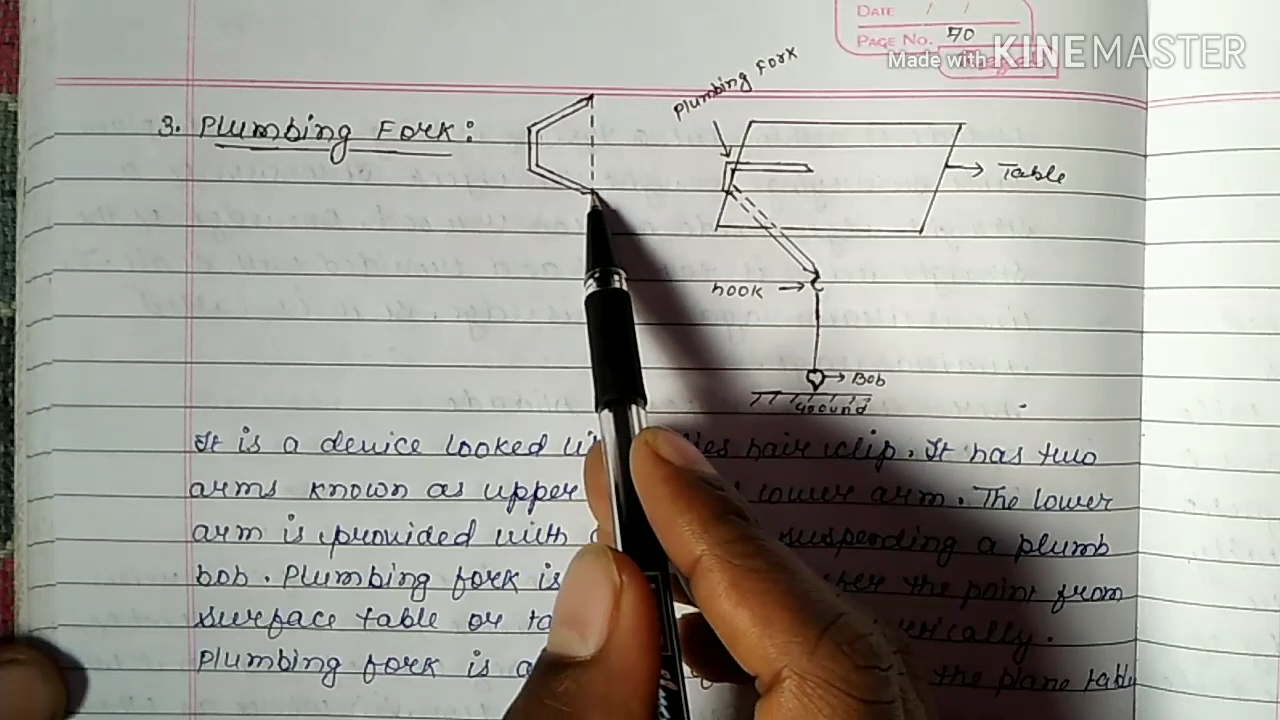 DATE / /
PAGE No. 70
Made with KINEMASTER
Plumbing Fork
3. Plumbing Fork:
Table
hook
Bob
ground
It is a device looked hair clip. It has two
arms known as upper lower arm. The lower
arm is provided with suspending a plumb
bob. Plumbing fork is the point from
surface table or
Plumbing fork is the plane table